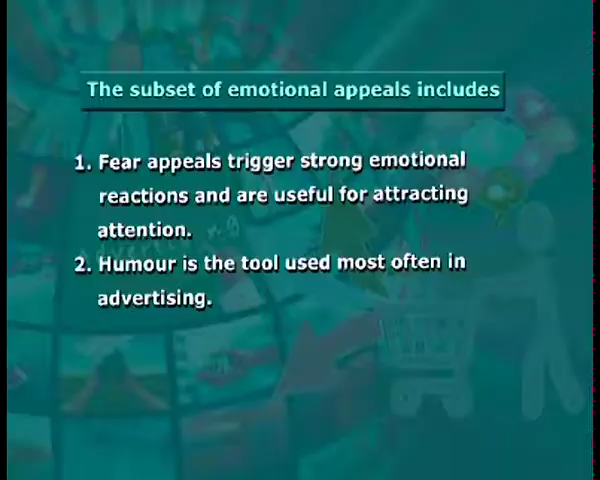 The subset of emotional appeals includes
1. Fear appeals trigger strong emotional
reactions and are useful for attracting
attention.
2. Humour is the tool used most often in
advertising.